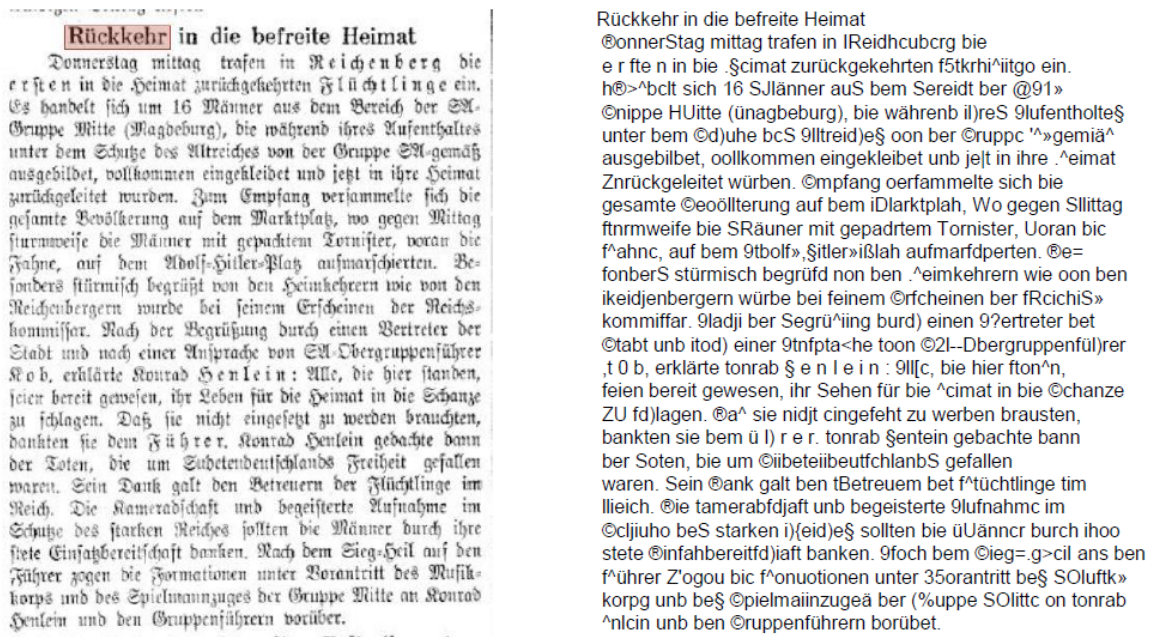 Rückkehr in die befreite Heimat
Donnerstag mittag trafen in Reichenberg die
ersten in die Heimat zurückgekehrten Flüchtlinge ein.
Es handelt sich um 16 Männer aus dem Bereich der SA-
Gruppe Mitte (Magdeburg), die während ihres Aufenthaltes
unter dem Schutze des Altreiches von der Gruppe SA-gemäß
ausgebildet, vollkommen eingekleidet und jetzt in ihre Heimat
zurückgeleitet wurden. Zum Empfang versammelte sich die
gesamte Bevölkerung auf dem Marktplatz, wo gegen Mittag
sturmweise die Männer mit gepacktem Tornister, voran die
Fahne, auf dem Adolf-Hitler-Platz aufmarschierten. Be-
sonders stürmisch begrüßt von den Heimkehrern wie von den
Reichenbergern wurde bei seinem Erscheinen der Reichs-
kommissar. Nach der Begrüßung durch einen Vertreter der
Stadt und nach einer Ansprache von SA-Obergruppenführer
Kob, erklärte Konrad Henlein: Alle, die hier standen,
seien bereit gewesen, ihr Leben für die Heimat in die Schanze
zu schlagen. Daß sie nicht eingesetzt zu werden brauchten,
dankten sie dem Führer. Konrad Henlein gedachte dann
der Toten, die um Sudetendeutschlands Freiheit gefallen
waren. Sein Dank galt den Betreuern der Flüchtlinge im
Reich. Die Kameradschaft und begeisterte Aufnahme im
Schutze des starken Reiches sollten die Männer durch ihre
stete Einsatzbereitschaft danken. Nach dem Sieg-Heil auf den
Führer zogen die Formationen unter Vorantritt des Musik-
korps und des Spielmannzuges der Gruppe Mitte an Konrad
Henlein und den Gruppenführern vorüber.
Rückkehr in die befreite Heimat
®onnerStag mittag trafen in IReidhcubcrg bie
e r fte n in bie .§cimat zurückgekehrten f5tkrhi^iitgo ein.
h®>^bclt sich 16 SJlänner auS bem Sereidt ber @91»
©nippe HUitte (ünagbeburg), bie währenb il)reS 9lufentholte§
unter bem ©d)uhe bcS 9lltreid)e§ oon ber ©ruppc '^»gemiä^
ausgebilbet, oollkommen eingekleibet unb je|t in ihre .^eimat
Znrückgeleitet würben. ©mpfang oerfammelte sich bie
gesamte ©eoöllterung auf bem iDlarktplah, Wo gegen Sllittag
ftnrmweife bie SRäuner mit gepadrtem Tornister, Uoran bic
f^ahnc, auf bem 9tbolf»,§itler»ißlah aufmarfdperten. ®e=
fonberS stürmisch begrüfd non ben .^eimkehrern wie oon ben
ikeidjenbergern würbe bei feinem ©rfcheinen ber fRcichiS»
kommiffar. 9ladji ber Segrü^iing burd) einen 9?ertreter bet
©tabt unb itod) einer 9tnfpta<he toon ©2l--Dbergruppenfül)rer
,t 0 b, erklärte tonrab § e n l e i n : 9ll[c, bie hier fton^n,
feien bereit gewesen, ihr Sehen für bie ^cimat in bie ©chanze
ZU fd)lagen. ®a^ sie nidjt cingefeht zu werben brausten,
bankten sie bem ü l) r e r. tonrab §entein gebachte bann
ber Soten, bie um ©iibeteiibeutfchlanbS gefallen
waren. Sein ®ank galt ben tBetreuem bet f^tüchtlinge tim
llieich. ®ie tamerabfdjaft unb begeisterte 9lufnahmc im
©cljiuho beS starken i){eid)e§ sollten bie üUänncr burch ihoo
stete ®infahbereitfd)iaft banken. 9foch bem ©ieg=.g>cil ans ben
f^ührer Z'ogou bic f^onuotionen unter 35orantritt be§ SOluftk»
korpg unb be§ ©pielmaiinzugeä ber (%uppe SOlittc on tonrab
^nlcin unb ben ©ruppenführern borübet.